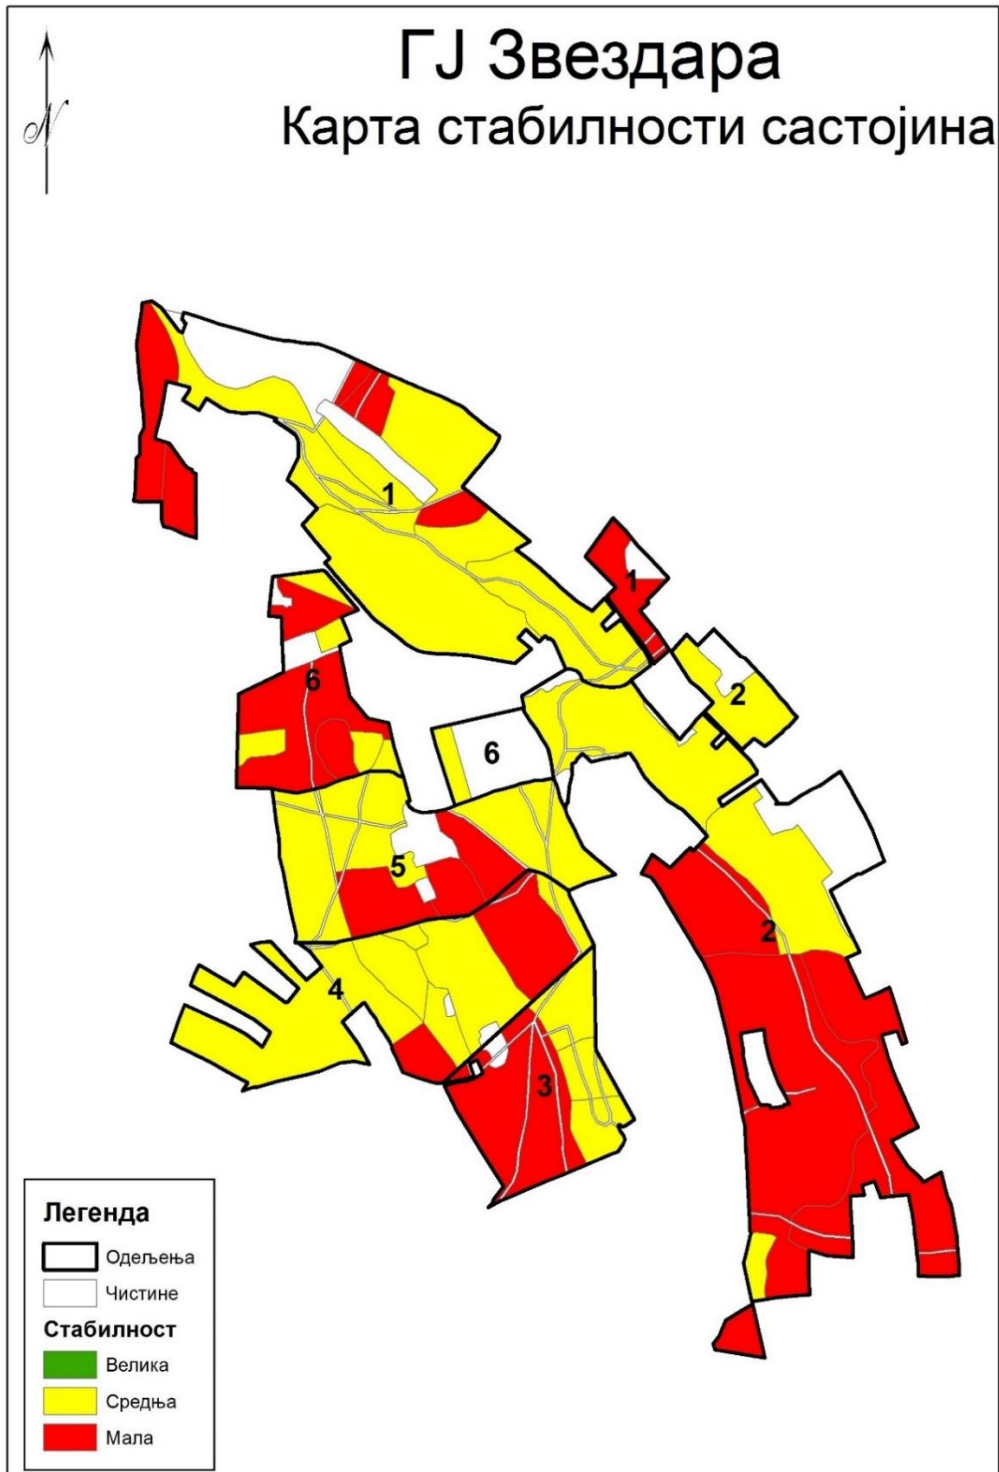 ГЈ Звездара
Карта стабилности састојина
N
1
1
2
6
6
5
2
4
3
Легенда
Одељења
Чистине
Стабилност
Велика
Средња
Мала